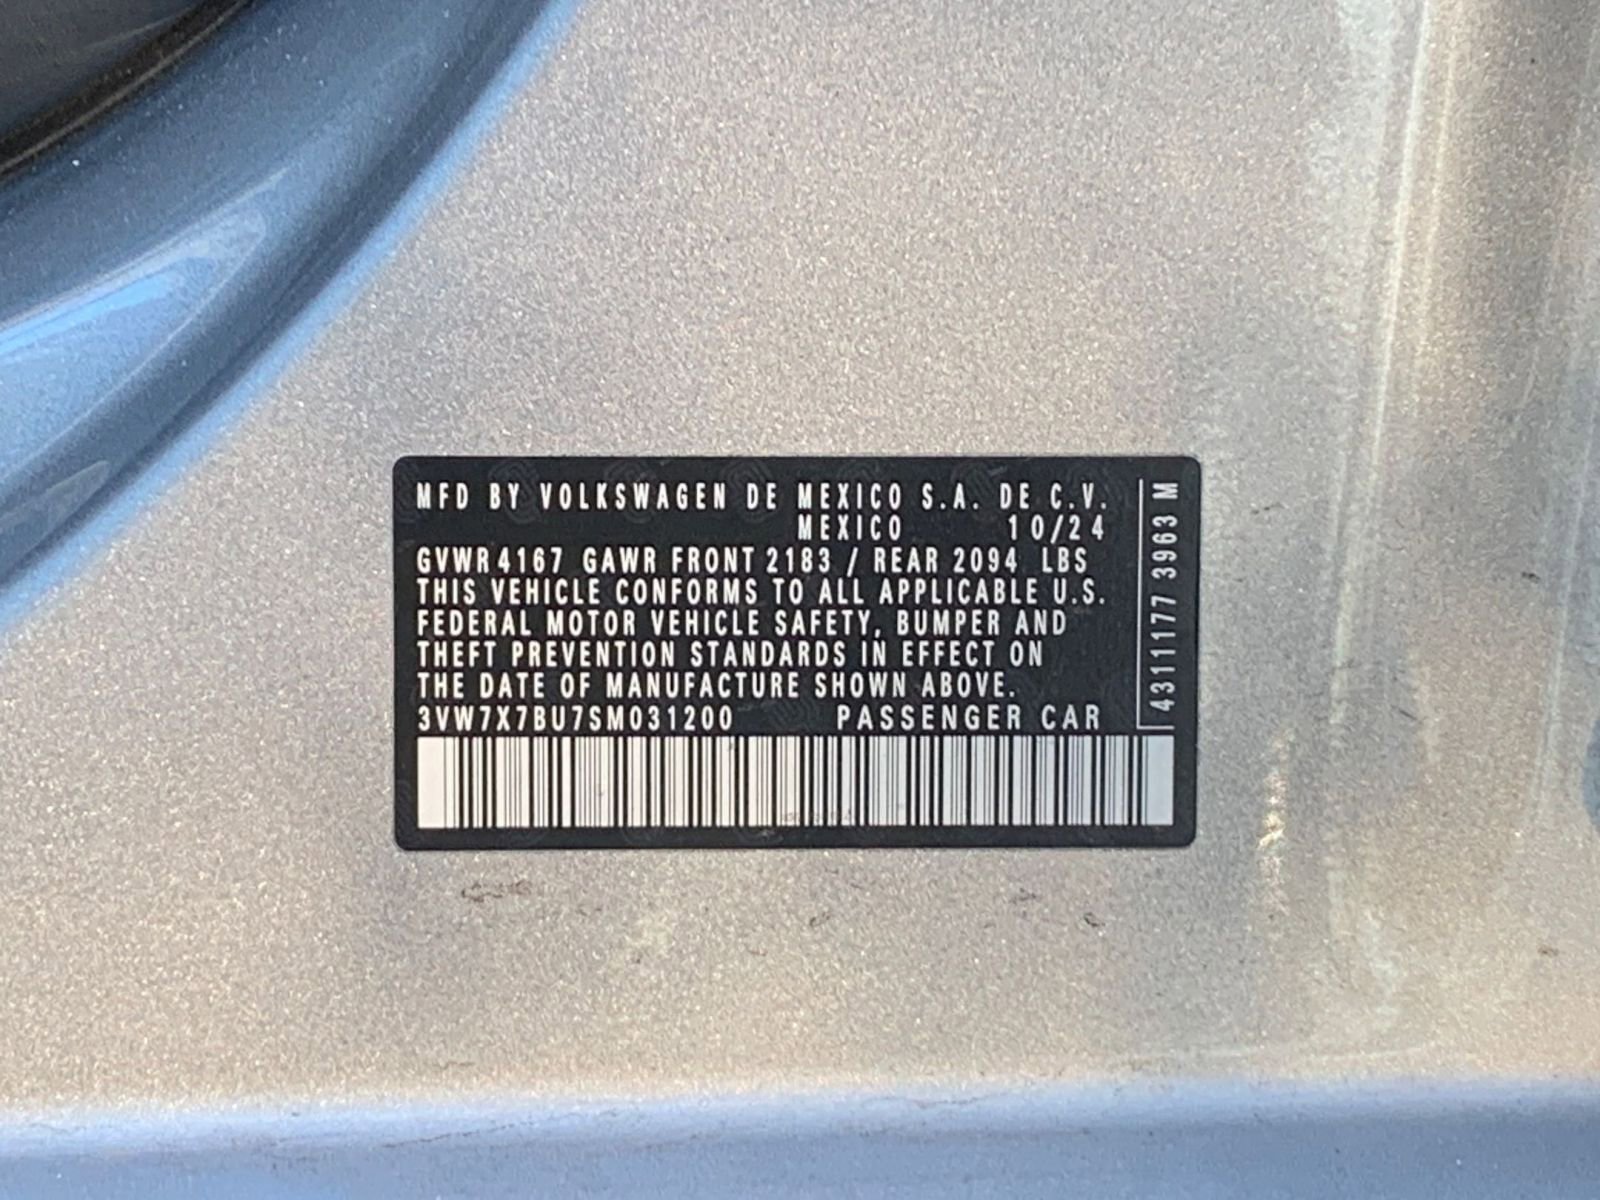 MFD BY VOLKSWAGEN DE MEXICO S.A. DE C.V.
MEXICO 10/24
GVWR 4167 GAWR FRONT 2183 / REAR 2094 LBS
THIS VEHICLE CONFORMS TO ALL APPLICABLE U.S.
FEDERAL MOTOR VEHICLE SAFETY, BUMPER AND
THEFT PREVENTION STANDARDS IN EFFECT ON
THE DATE OF MANUFACTURE SHOWN ABOVE.
3VW7X7BU7SM031200 PASSENGER CAR
4311177 3963 M